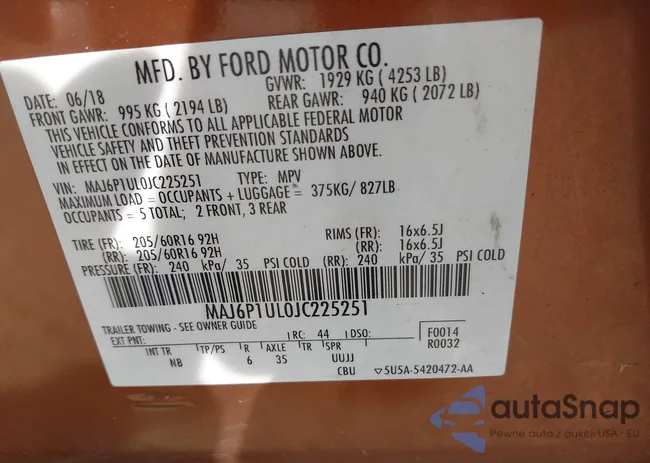 MFD. BY FORD MOTOR CO.
DATE: 06/18 GVWR: 1929 KG ( 4253 LB)
FRONT GAWR: 995 KG ( 2194 LB) REAR GAWR: 940 KG ( 2072 LB)
THIS VEHICLE CONFORMS TO ALL APPLICABLE FEDERAL MOTOR
VEHICLE SAFETY AND THEFT PREVENTION STANDARDS
IN EFFECT ON THE DATE OF MANUFACTURE SHOWN ABOVE.
VIN: MAJ6P1UL0JC225251 TYPE: MPV
MAXIMUM LOAD = OCCUPANTS + LUGGAGE = 375KG/ 827LB
OCCUPANTS = 5 TOTAL; 2 FRONT, 3 REAR
TIRE (FR): 205/60R16 92H RIMS (FR): 16x6.5J
(RR): 205/60R16 92H (RR): 16x6.5J
PRESSURE (FR): 240 kPa/ 35 PSI COLD (RR): 240 kPa/ 35 PSI COLD
MAJ6P1UL0JC225251
TRAILER TOWING - SEE OWNER GUIDE
EXT PNT: RC: 44 DSO: F0014
R0032
INT TR TP/PS R AXLE TR SPR
NB 6 35 UUJJ
CBU ▽5U5A-5420472-AA
autaSnap
Pewne auta z aukcji USA · EU